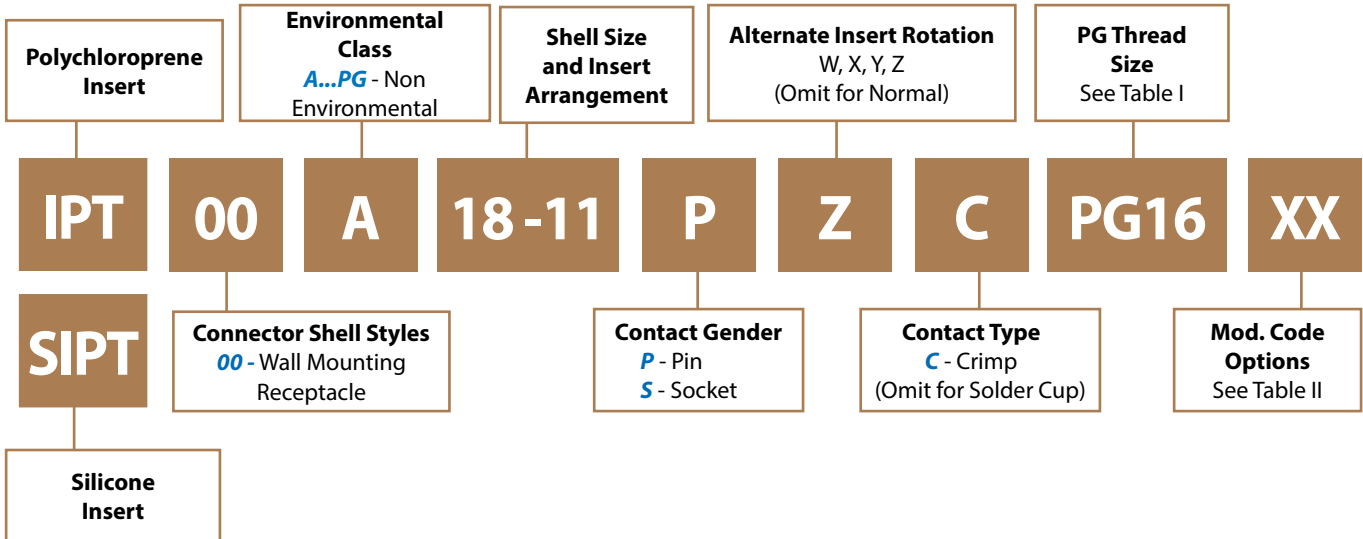 Polychloroprene
Insert
Environmental
Class
A...PG - Non
Environmental
Shell Size
and Insert
Arrangement
Alternate Insert Rotation
W, X, Y, Z
(Omit for Normal)
PG Thread
Size
See Table I
IPT 00 A 18-11 P Z C PG16 XX
SIPT
Connector Shell Styles
00 - Wall Mounting
Receptacle
Contact Gender
P - Pin
S - Socket
Contact Type
C - Crimp
(Omit for Solder Cup)
Mod. Code
Options
See Table II
Silicone
Insert